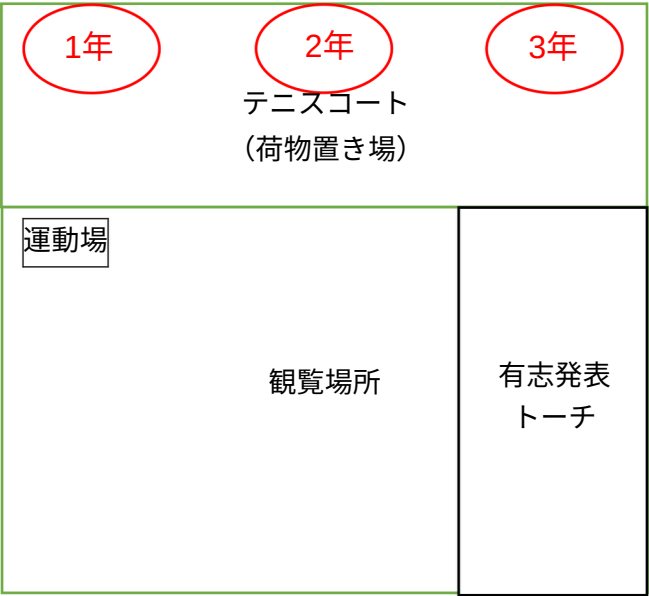 1年
2年
3年
テニスコート
（荷物置き場）
運動場
観覧場所
有志発表
トーチ